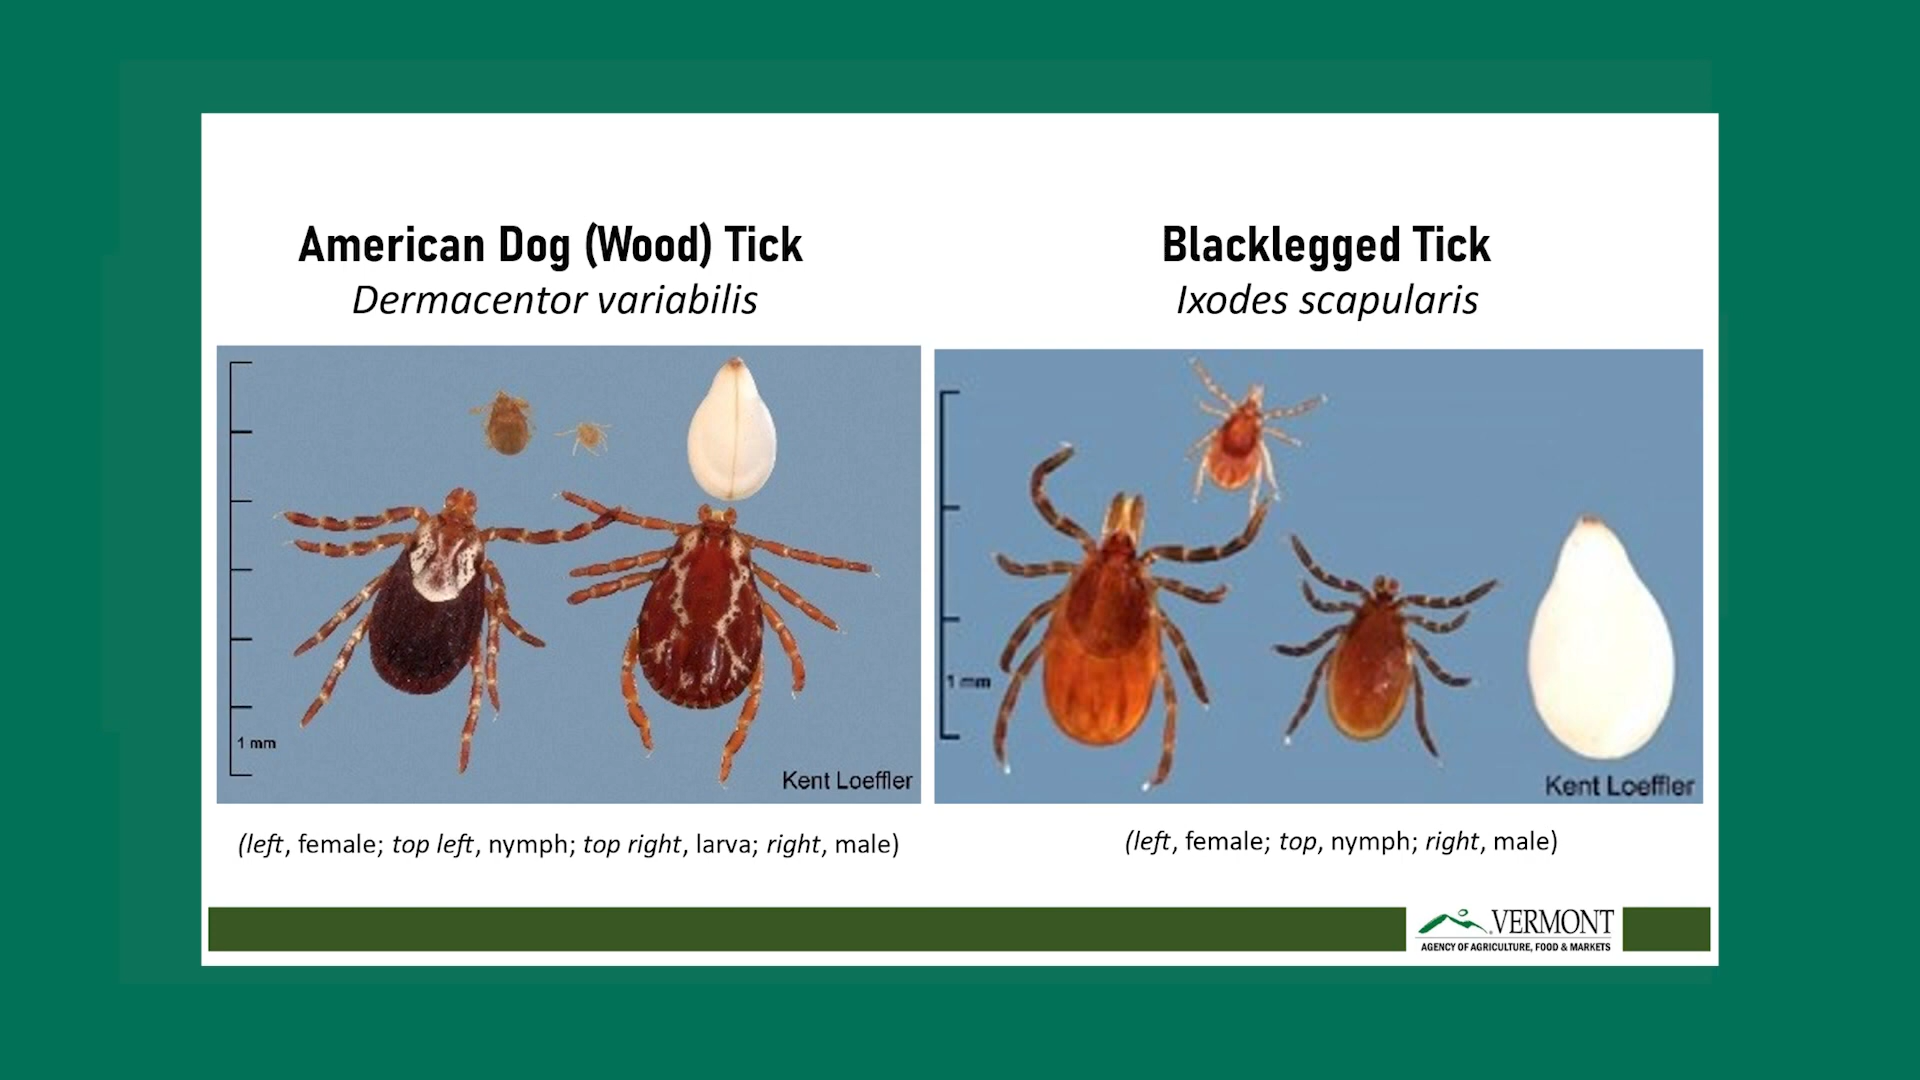 American Dog (Wood) Tick
Dermacentor variabilis
1 mm
Kent Loeffler
(left, female; top left, nymph; top right, larva; right, male)
Blacklegged Tick
Ixodes scapularis
1 mm
Kent Loeffler
(left, female; top, nymph; right, male)
VERMONT
AGENCY OF AGRICULTURE, FOOD & MARKETS